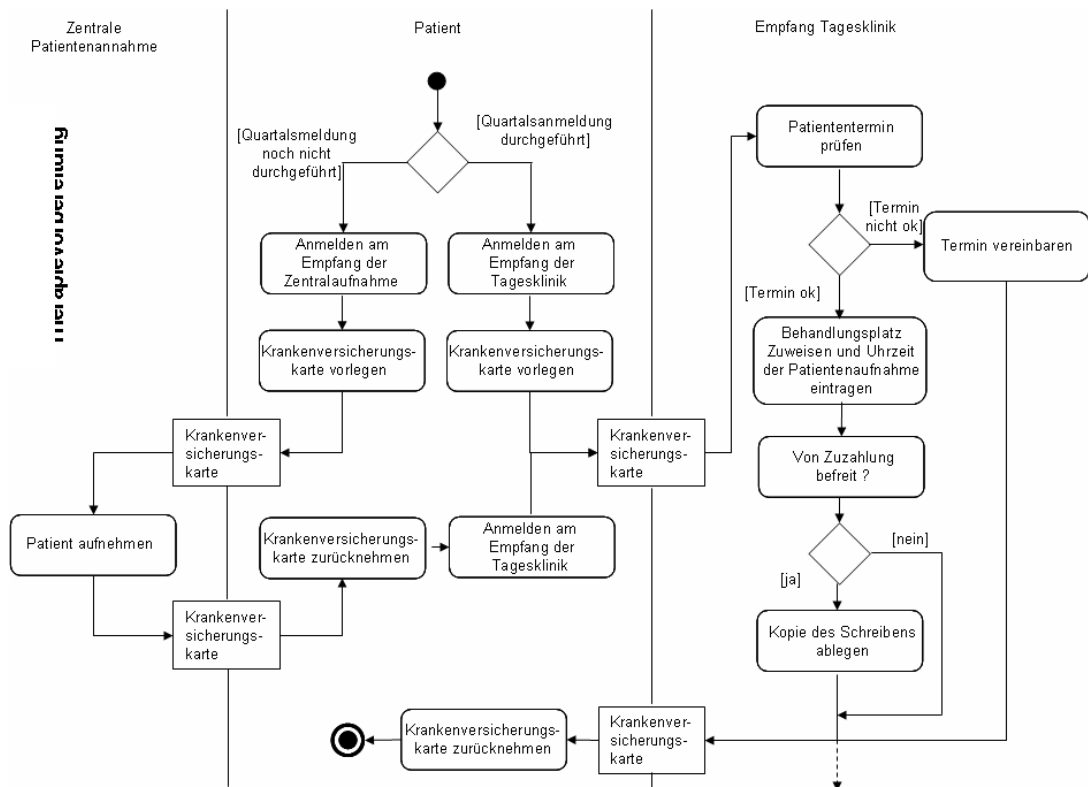 Zentrale
Patientenannahme
Patient
Empfang Tagesklinik
[Quartalsmeldung
noch nicht
durchgeführt]
[Quartalsanmeldung
durchgeführt]
Anmelden am
Empfang der
Zentralaufnahme
Anmelden am
Empfang der
Tagesklinik
Krankenversicherungs-
karte vorlegen
Krankenversicherungs-
karte vorlegen
Krankenver-
sicherungs-
karte
Krankenver-
sicherungs-
karte
Patient aufnehmen
Krankenver-
sicherungs-
karte
Krankenversicherungs-
karte zurücknehmen
Anmelden am
Empfang der
Tagesklinik
Patiententermin
prüfen
[Termin
nicht ok]
Termin vereinbaren
[Termin ok]
Behandlungsplatz
Zuweisen und Uhrzeit
der Patientenaufnahme
eintragen
Von Zuzahlung
befreit ?
[nein]
[ja]
Kopie des Schreibens
ablegen
Krankenver-
sicherungs-
karte
Krankenversicherungs-
karte zurücknehmen